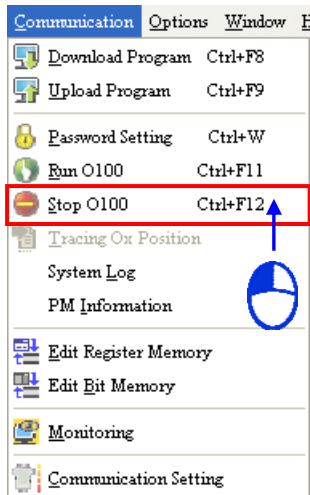 Communication Options Window H
Download Program Ctrl+F8
Upload Program Ctrl+F9
Password Setting Ctrl+W
Run O100 Ctrl+F11
Stop O100 Ctrl+F12
Tracing Ox Position
System Log
PM Information
Edit Register Memory
Edit Bit Memory
Monitoring
Communication Setting